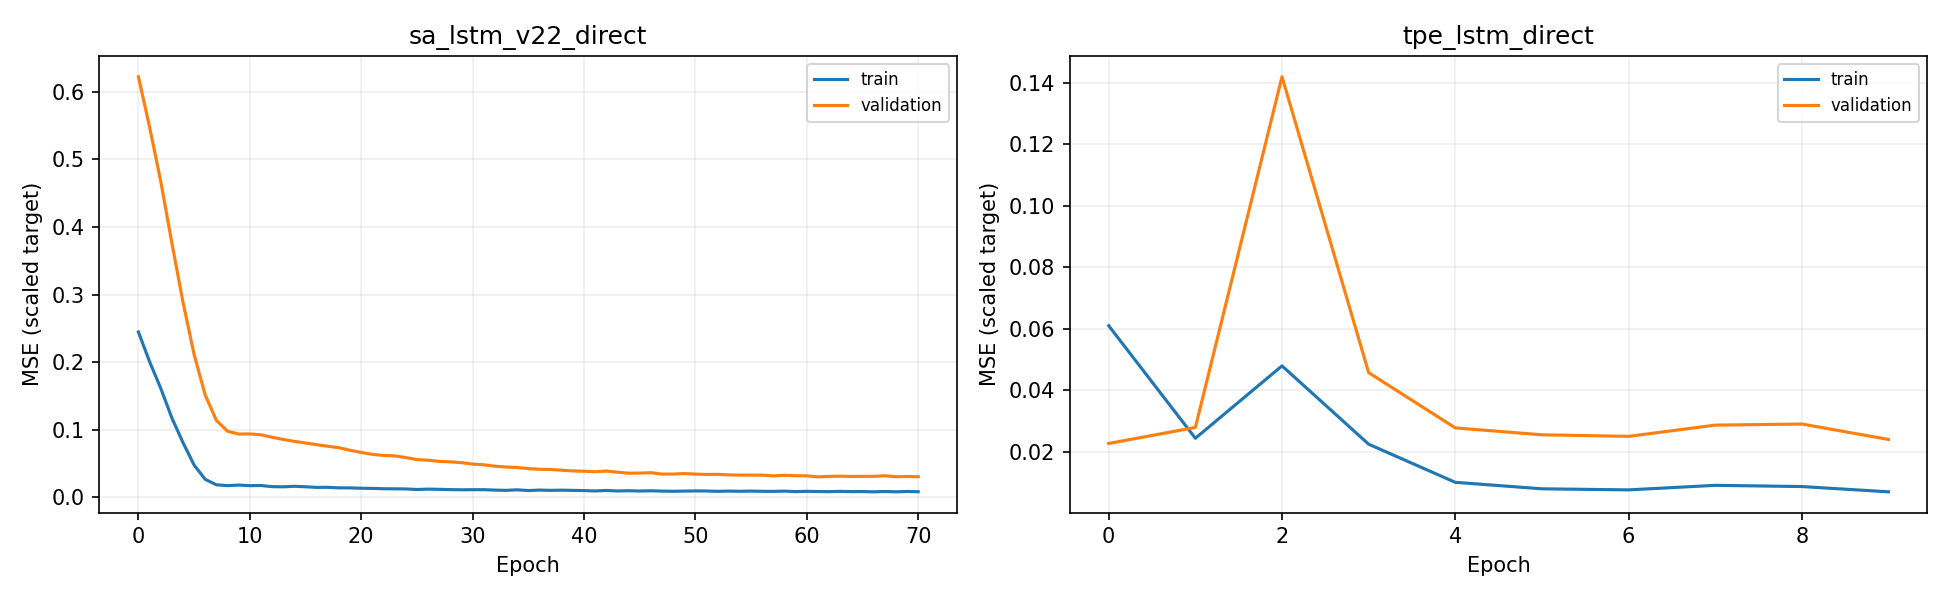 sa_lstm_v22_direct
train
validation
MSE (scaled target)
0.6
0.5
0.4
0.3
0.2
0.1
0.0
0 10 20 30 40 50 60 70
Epoch
tpe_lstm_direct
train
validation
MSE (scaled target)
0.14
0.12
0.10
0.08
0.06
0.04
0.02
0 2 4 6 8
Epoch